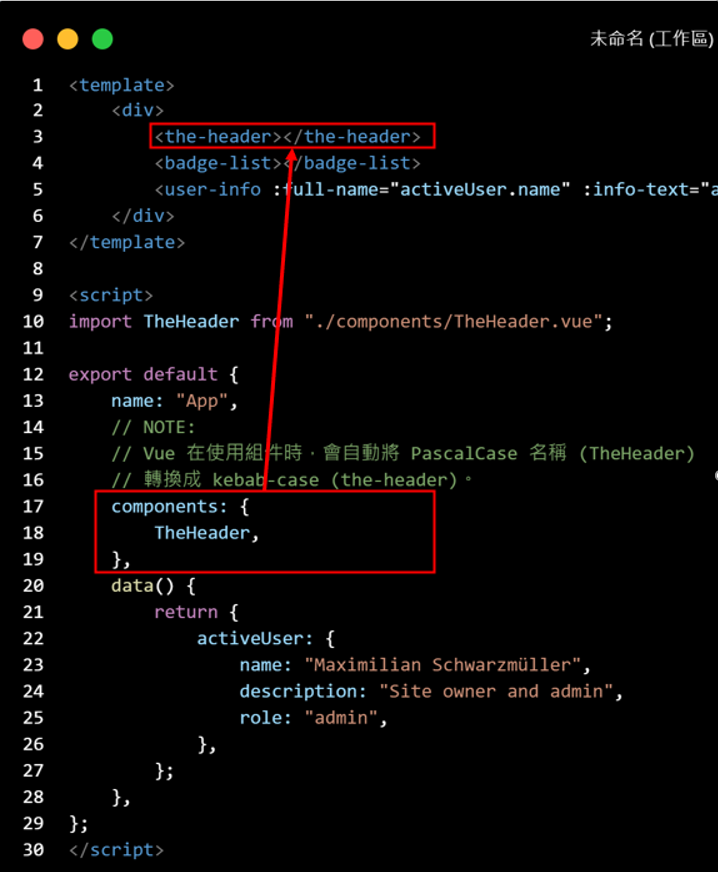 未命名 (工作區)
1 <template>
2 <div>
3 <the-header></the-header>
4 <badge-list></badge-list>
5 <user-info :full-name="activeUser.name" :info-text="a
6 </div>
7 </template>
8
9 <script>
10 import TheHeader from "./components/TheHeader.vue";
11
12 export default {
13 name: "App",
14 // NOTE:
15 // Vue 在使用組件時，會自動將 PascalCase 名稱 (TheHeader)
16 // 轉換成 kebab-case (the-header)。
17 components: {
18 TheHeader,
19 },
20 data() {
21 return {
22 activeUser: {
23 name: "Maximilian Schwarzmüller",
24 description: "Site owner and admin",
25 role: "admin",
26 },
27 };
28 },
29 };
30 </script>